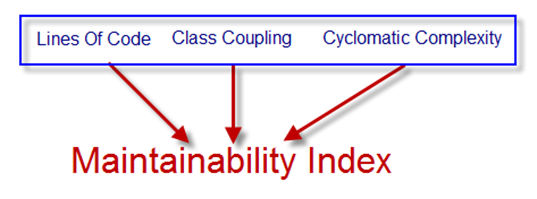 Lines Of Code Class Coupling Cyclomatic Complexity
Maintainability Index